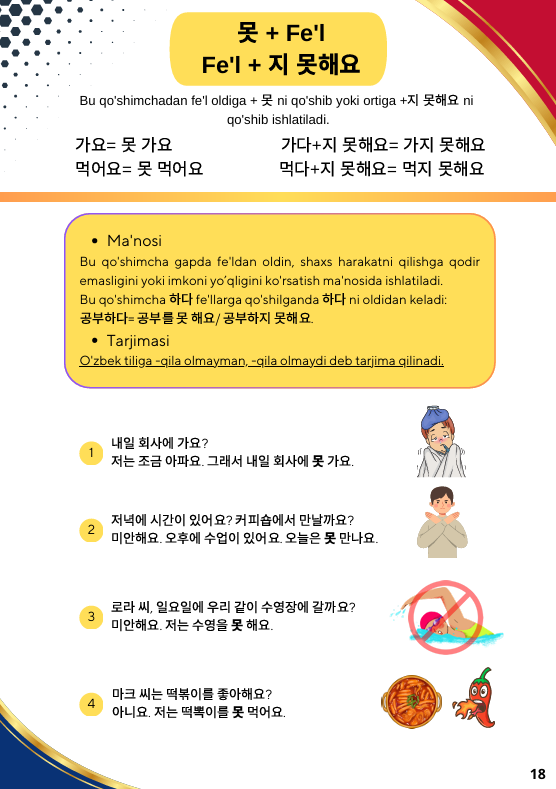 못 + Fe'l
Fe'l + 지 못해요
Bu qo'shimchadan fe'l oldiga + 못 ni qo'shib yoki ortiga +지 못해요 ni
qo'shib ishlatiladi.
가요= 못 가요
가다+지 못해요= 가지 못해요
먹어요= 못 먹어요
먹다+지 못해요= 먹지 못해요
• Ma'nosi
Bu qo'shimcha gapda fe'ldan oldin, shaxs harakatni qilishga qodir
emasligini yoki imkoni yo'qligini ko'rsatish ma'nosida ishlatiladi.
Bu qo'shimcha 하다 fe'llarga qo'shilganda 하다 ni oldidan keladi:
공부하다= 공부를 못 해요/ 공부하지 못해요.
• Tarjimasi
O'zbek tiliga -qila olmayman, -qila olmaydi deb tarjima qilinadi.
1
내일 회사에 가요?
저는 조금 아파요. 그래서 내일 회사에 못 가요.
2
저녁에 시간이 있어요? 커피숍에서 만날까요?
미안해요. 오후에 수업이 있어요. 오늘은 못 만나요.
3
로라 씨, 일요일에 우리 같이 수영장에 갈까요?
미안해요. 저는 수영을 못 해요.
4
마크 씨는 떡볶이를 좋아해요?
아니요. 저는 떡뽁이를 못 먹어요.
18